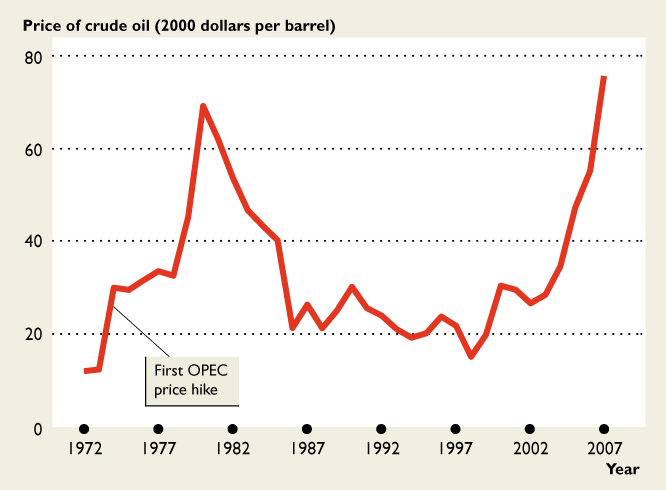 Price of crude oil (2000 dollars per barrel)
80
60
40
20
0
First OPEC
price hike
1972 1977 1982 1987 1992 1997 2002 2007
Year